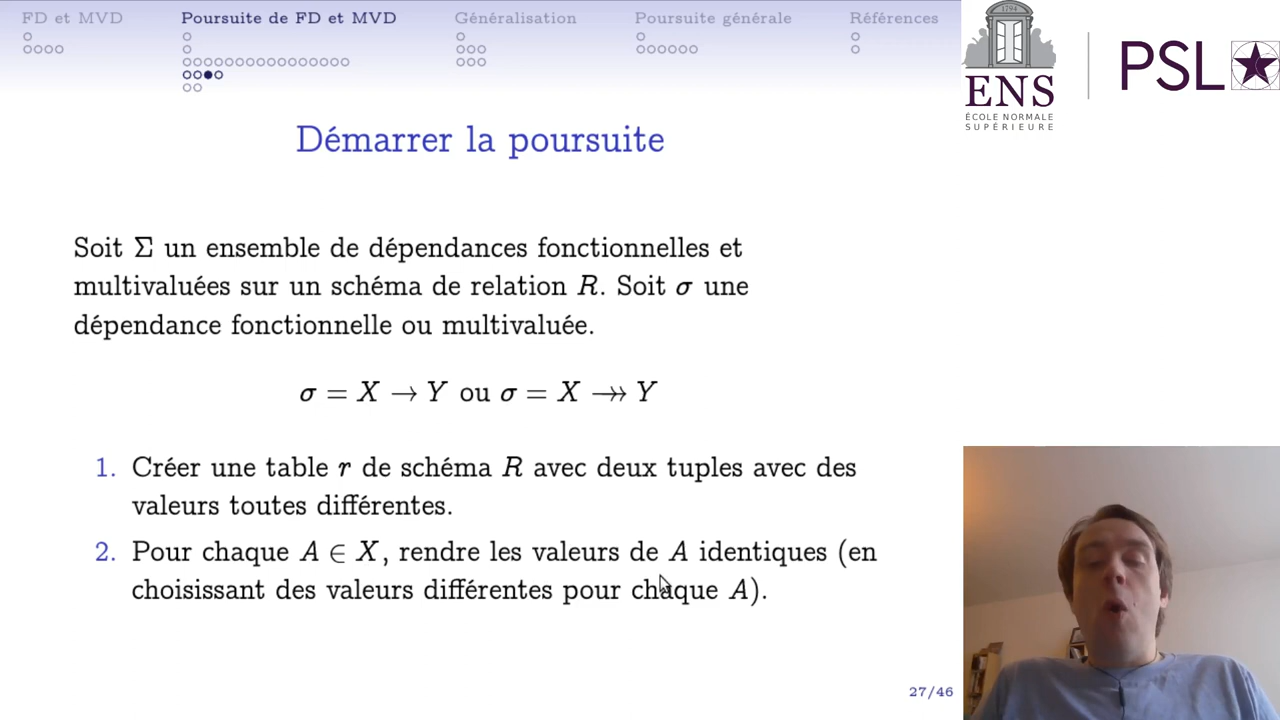 FD et MVD Poursuite de FD et MVD Généralisation Poursuite générale Références
1794
ENS
ÉCOLE NORMALE
SUPÉRIEURE
PSL
Démarrer la poursuite
Soit Σ un ensemble de dépendances fonctionnelles et
multivaluées sur un schéma de relation R. Soit σ une
dépendance fonctionnelle ou multivaluée.
σ = X → Y ou σ = X ↠ Y
1. Créer une table r de schéma R avec deux tuples avec des
valeurs toutes différentes.
2. Pour chaque A ∈ X, rendre les valeurs de A identiques (en
choisissant des valeurs différentes pour chaque A).
27/46